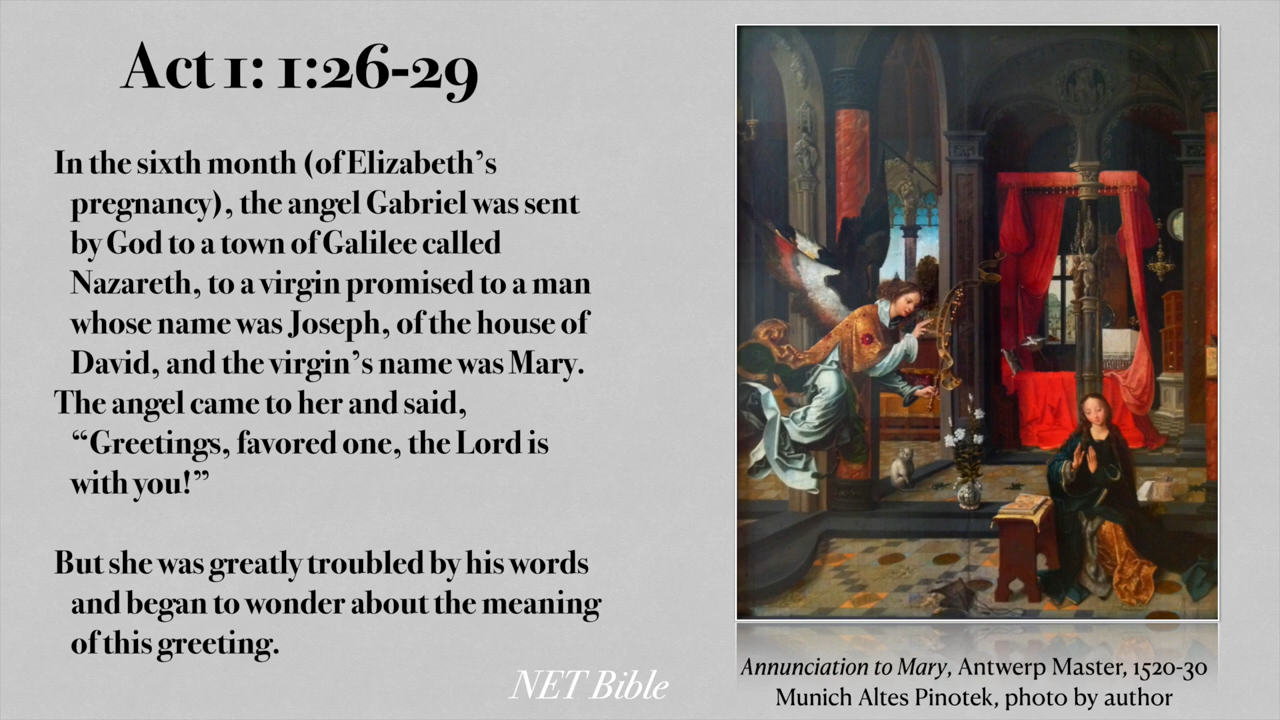 Act 1: 1:26-29
In the sixth month (of Elizabeth’s
pregnancy), the angel Gabriel was sent
by God to a town of Galilee called
Nazareth, to a virgin promised to a man
whose name was Joseph, of the house of
David, and the virgin’s name was Mary.
The angel came to her and said,
“Greetings, favored one, the Lord is
with you!”
But she was greatly troubled by his words
and began to wonder about the meaning
of this greeting.
NET Bible
Annunciation to Mary, Antwerp Master, 1520-30
Munich Altes Pinotek, photo by author